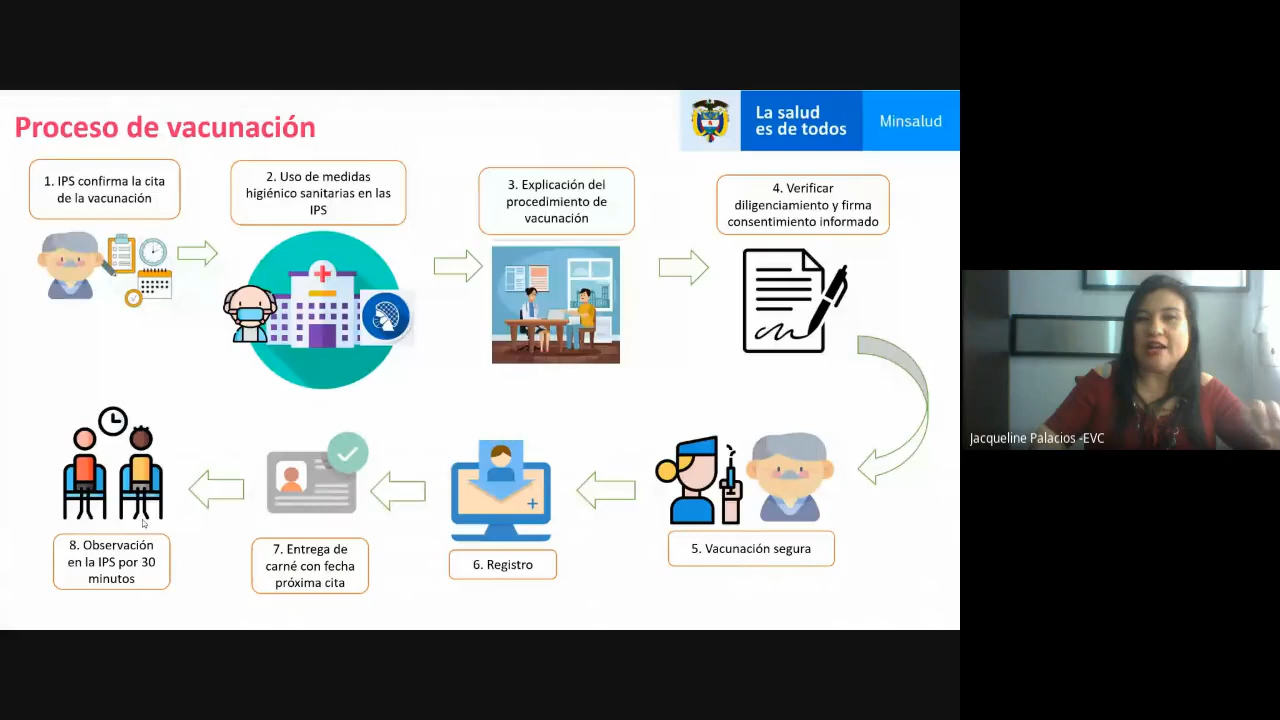 Proceso de vacunación
La salud
es de todos
Minsalud
1. IPS confirma la cita
de la vacunación
2. Uso de medidas
higiénico sanitarias en las
IPS
3. Explicación del
procedimiento de
vacunación
4. Verificar
diligenciamiento y firma
consentimiento informado
Jacqueline Palacios -EVC
5. Vacunación segura
6. Registro
7. Entrega de
carné con fecha
próxima cita
8. Observación
en la IPS por 30
minutos